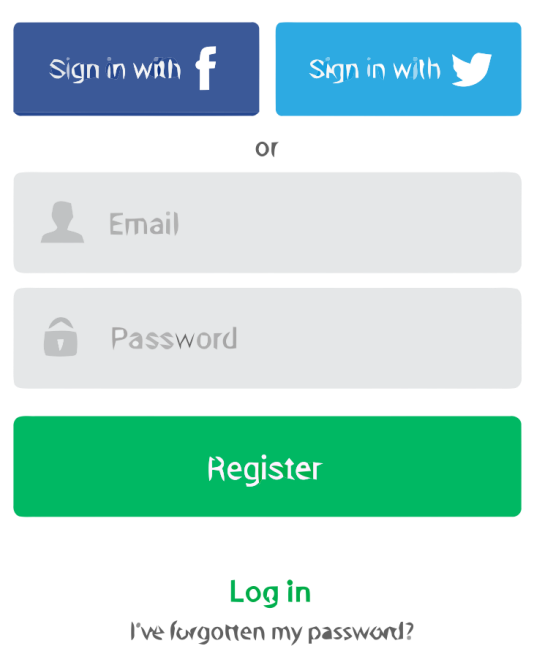 Sign in with
Sign in with
or
Email
Password
Register
Log in
I've forgotten my password?